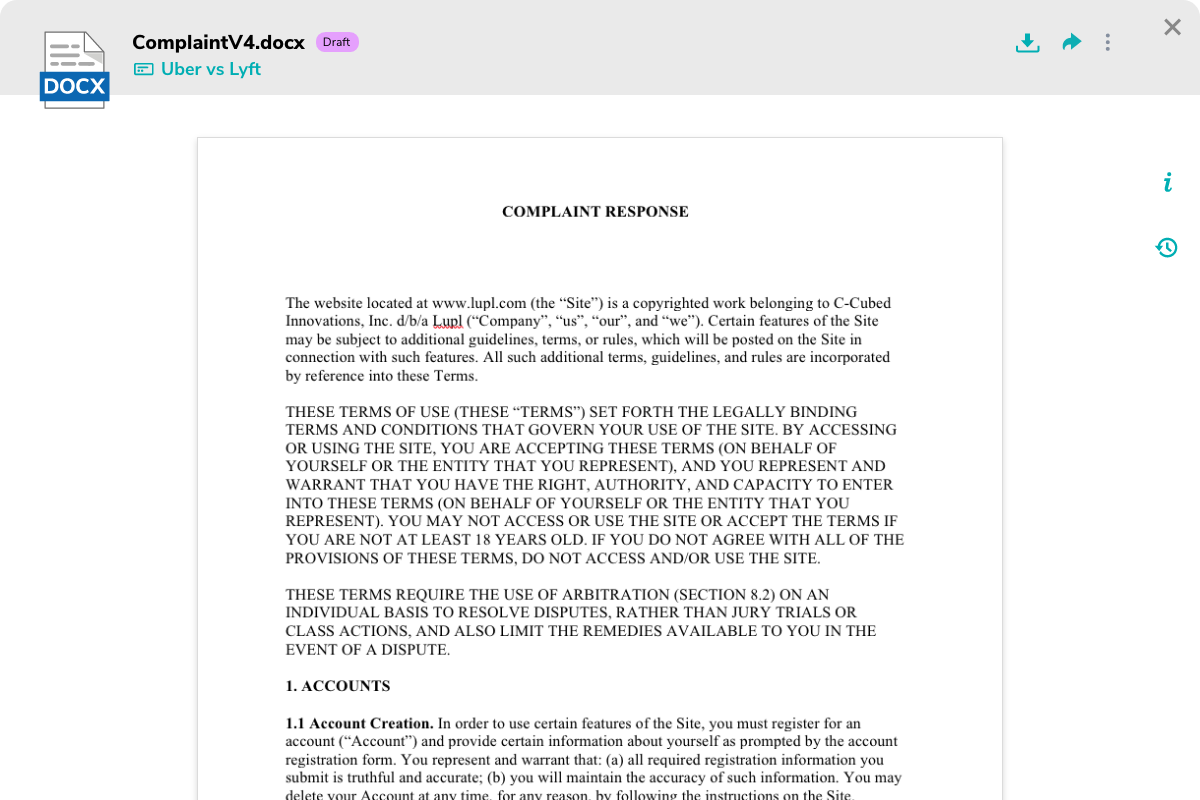 ComplaintV4.docx Draft
DOCX
Uber vs Lyft
COMPLAINT RESPONSE
The website located at www.lupl.com (the “Site”) is a copyrighted work belonging to C-Cubed
Innovations, Inc. d/b/a Lupl (“Company”, “us”, “our”, and “we”). Certain features of the Site
may be subject to additional guidelines, terms, or rules, which will be posted on the Site in
connection with such features. All such additional terms, guidelines, and rules are incorporated
by reference into these Terms.
THESE TERMS OF USE (THESE “TERMS”) SET FORTH THE LEGALLY BINDING
TERMS AND CONDITIONS THAT GOVERN YOUR USE OF THE SITE. BY ACCESSING
OR USING THE SITE, YOU ARE ACCEPTING THESE TERMS (ON BEHALF OF
YOURSELF OR THE ENTITY THAT YOU REPRESENT), AND YOU REPRESENT AND
WARRANT THAT YOU HAVE THE RIGHT, AUTHORITY, AND CAPACITY TO ENTER
INTO THESE TERMS (ON BEHALF OF YOURSELF OR THE ENTITY THAT YOU
REPRESENT). YOU MAY NOT ACCESS OR USE THE SITE OR ACCEPT THE TERMS IF
YOU ARE NOT AT LEAST 18 YEARS OLD. IF YOU DO NOT AGREE WITH ALL OF THE
PROVISIONS OF THESE TERMS, DO NOT ACCESS AND/OR USE THE SITE.
THESE TERMS REQUIRE THE USE OF ARBITRATION (SECTION 8.2) ON AN
INDIVIDUAL BASIS TO RESOLVE DISPUTES, RATHER THAN JURY TRIALS OR
CLASS ACTIONS, AND ALSO LIMIT THE REMEDIES AVAILABLE TO YOU IN THE
EVENT OF A DISPUTE.
1. ACCOUNTS
1.1 Account Creation. In order to use certain features of the Site, you must register for an
account (“Account”) and provide certain information about yourself as prompted by the account
registration form. You represent and warrant that: (a) all required registration information you
submit is truthful and accurate; (b) you will maintain the accuracy of such information. You may
delete your Account at any time, for any reason, by following the instructions on the Site.